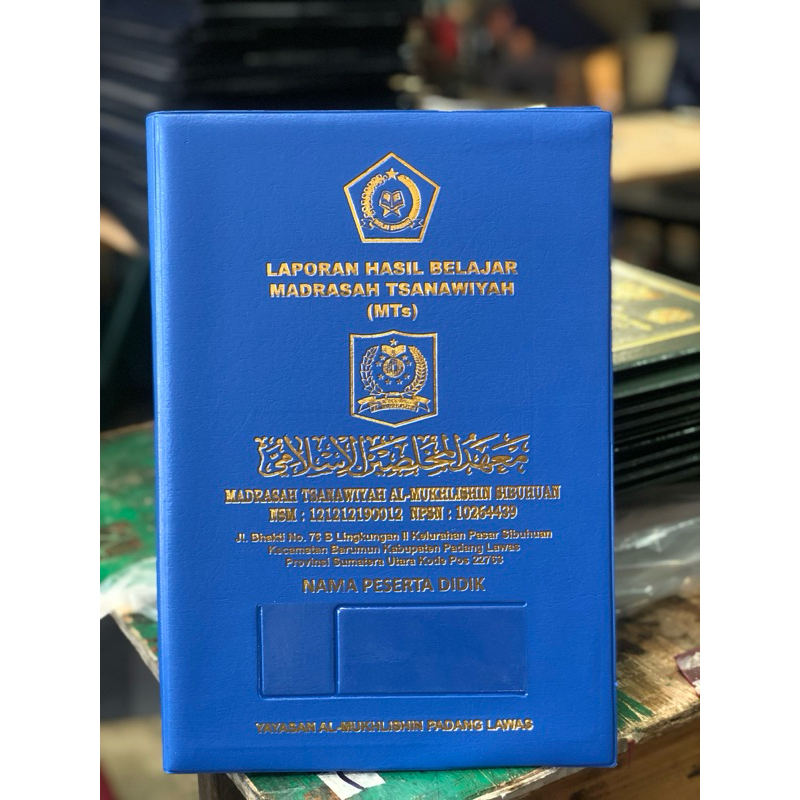 LAPORAN HASIL BELAJAR
MADRASAH TSANAWIYAH
(MTs)
معهد المخلصين الإسلامي
MADRASAH TSANAWIYAH AL-MUKHLISHIN SIBUHUAN
NSM : 121212190012 NPSN : 10264439
Jl. Bhakti No. 76 B Lingkungan II Kelurahan Pasar Sibuhuan
Kecamatan Barumun Kabupaten Padang Lawas
Provinsi Sumatera Utara Kode Pos 22763
NAMA PESERTA DIDIK
YAYASAN AL-MUKHLISHIN PADANG LAWAS